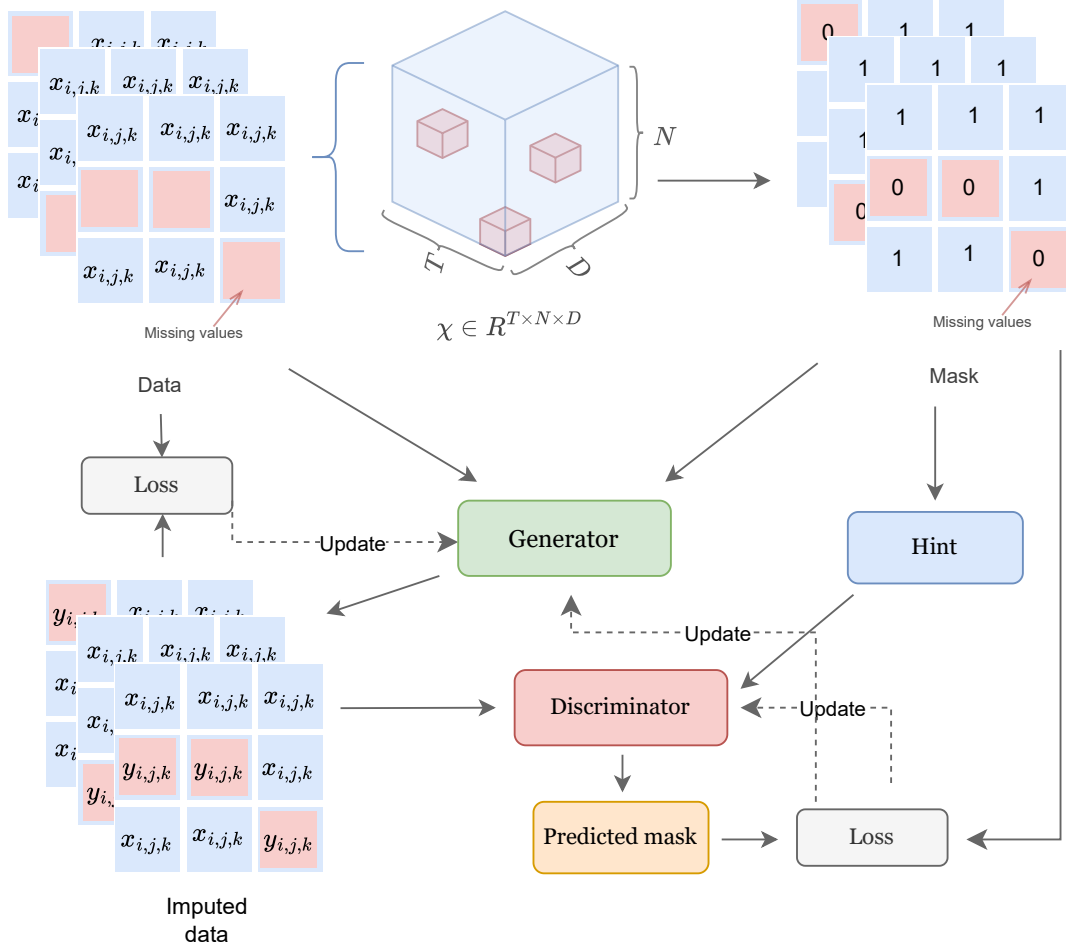 x_{i,j,k} x_{i,j,k}
x_{i,j,k} x_{i,j,k} x_{i,j,k}
x_{i,j,k} x_{i,j,k} x_{i,j,k}
x_{i,j,k}
x_{i,j,k} x_{i,j,k}
Missing values
Data
N
T
D
χ ∈ R^{T×N×D}
0 1 1
1 1 1
1 1 1
1
0 0 1
0
1 1 0
Missing values
Mask
Loss
Update
Generator
Hint
y_{i,j,k} x_{i,j,k} x_{i,j,k}
x_{i,j,k} x_{i,j,k} x_{i,j,k}
x_{i,j,k} x_{i,j,k} x_{i,j,k}
y_{i,j,k} y_{i,j,k} x_{i,j,k}
x_{i,j,k} x_{i,j,k} y_{i,j,k}
Imputed
data
Update
Discriminator
Update
Predicted mask
Loss